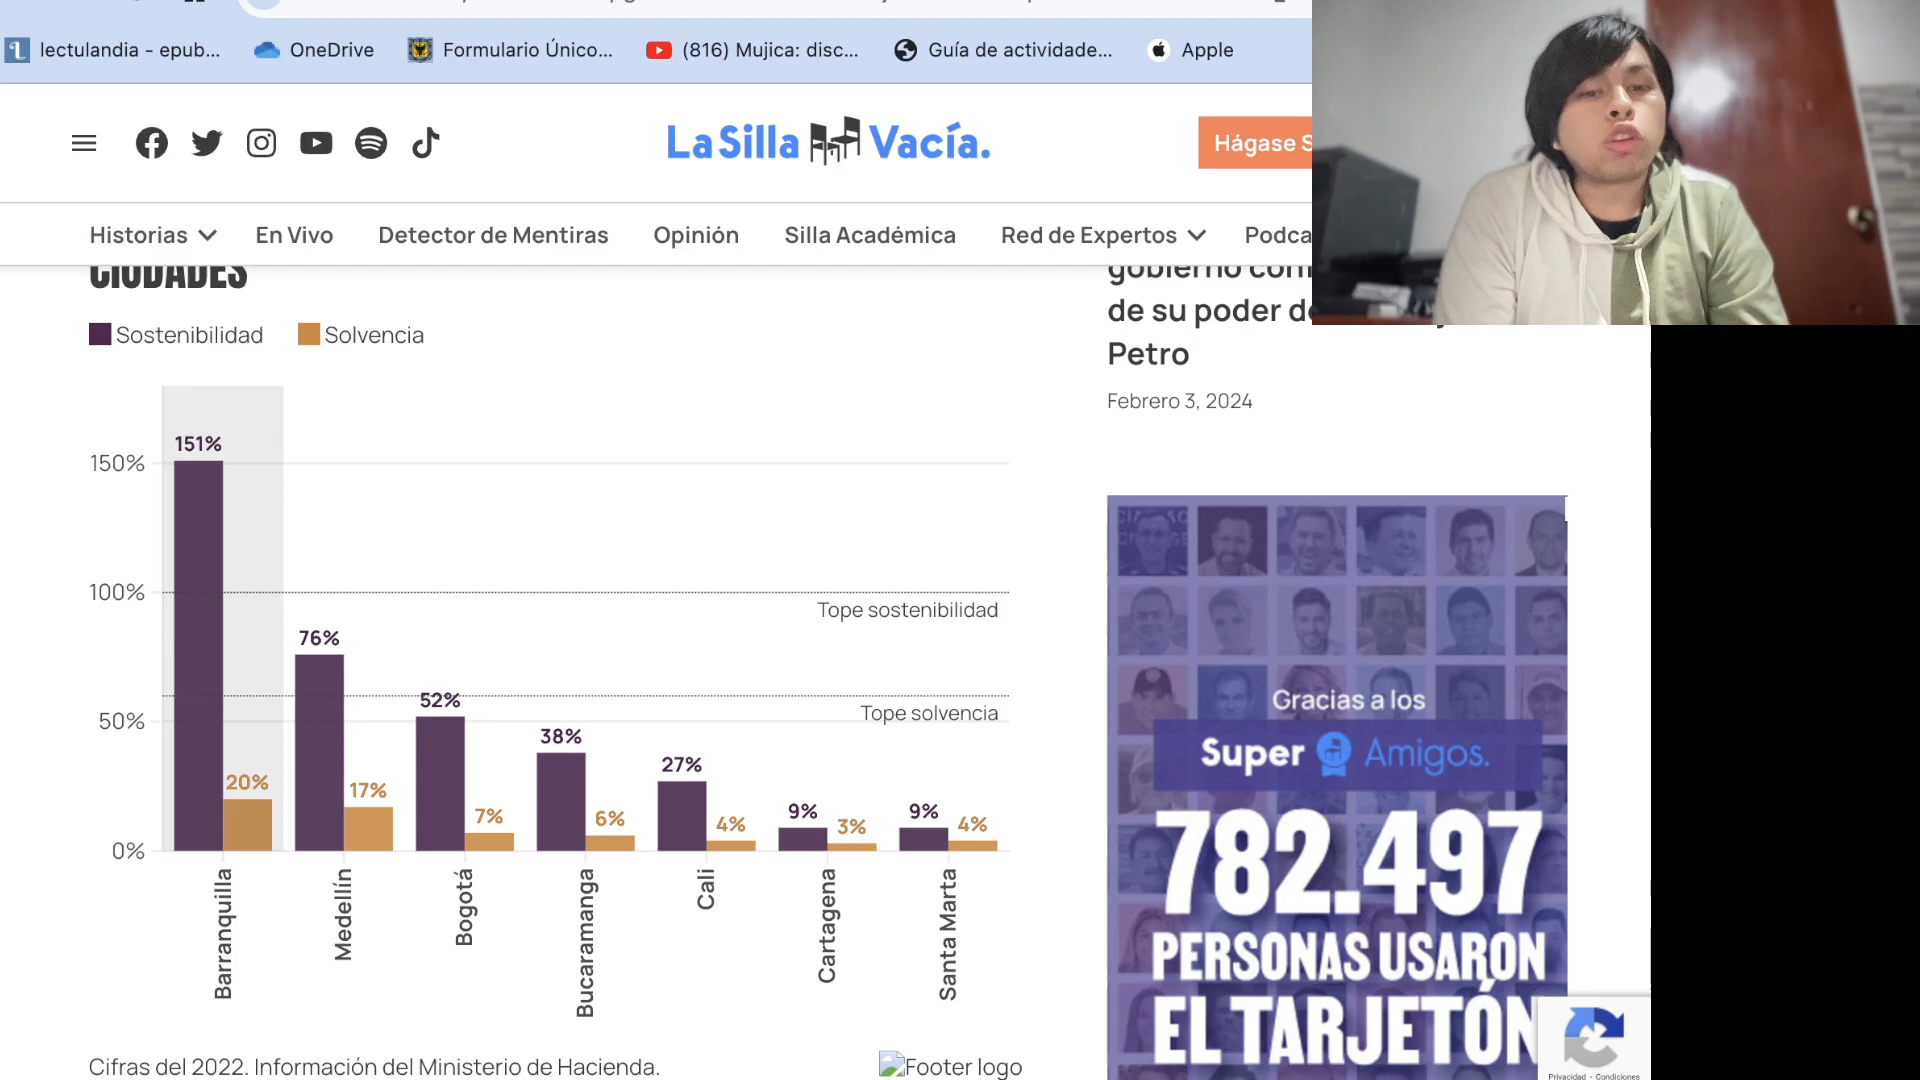 lectulandia - epub...
OneDrive
Formulario Único...
(816) Mujica: disc...
Guía de actividade...
Apple
La Silla Vacía.
Hágase S
Historias
En Vivo
Detector de Mentiras
Opinión
Silla Académica
Red de Expertos
Podca
CIUDADES
Sostenibilidad
Solvencia
151%
150%
100%
Tope sostenibilidad
76%
52%
50%
Tope solvencia
38%
27%
20%
17%
7%
6%
4%
9%
3%
9%
4%
0%
Barranquilla
Medellín
Bogotá
Bucaramanga
Cali
Cartagena
Santa Marta
Cifras del 2022. Información del Ministerio de Hacienda.
Footer logo
gobierno con
de su poder d
Petro
Febrero 3, 2024
Gracias a los
Super Amigos.
782.497
PERSONAS USARON
EL TARJETÓN
Privacidad - Condiciones